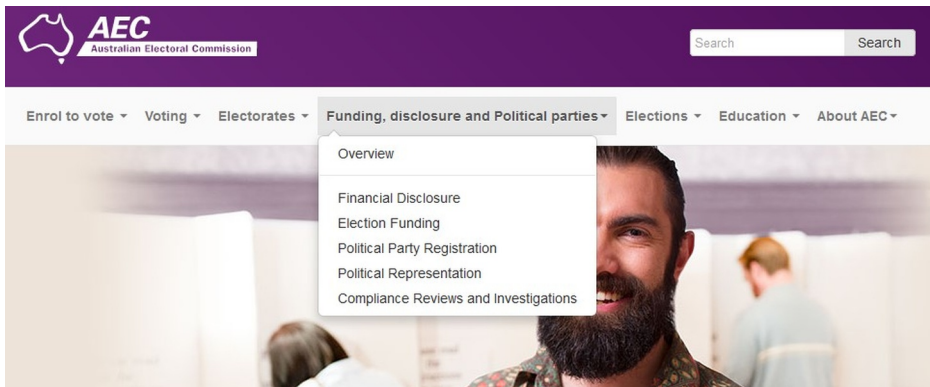 AEC
Australian Electoral Commission
Search Search
Enrol to vote Voting Electorates Funding, disclosure and Political parties Elections Education About AEC
Overview
Financial Disclosure
Election Funding
Political Party Registration
Political Representation
Compliance Reviews and Investigations